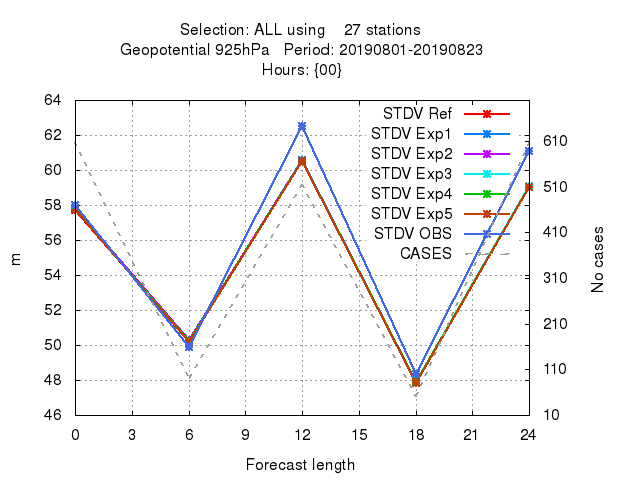 Selection: ALL using 27 stations
Geopotential 925hPa Period: 20190801-20190823
Hours: {00}
64
62
60
58
56
54
52
50
48
46
m
STDV Ref
STDV Exp1
STDV Exp2
STDV Exp3
STDV Exp4
STDV Exp5
STDV OBS
CASES
610
510
410
310
210
110
10
No cases
0 3 6 9 12 15 18 21 24
Forecast length